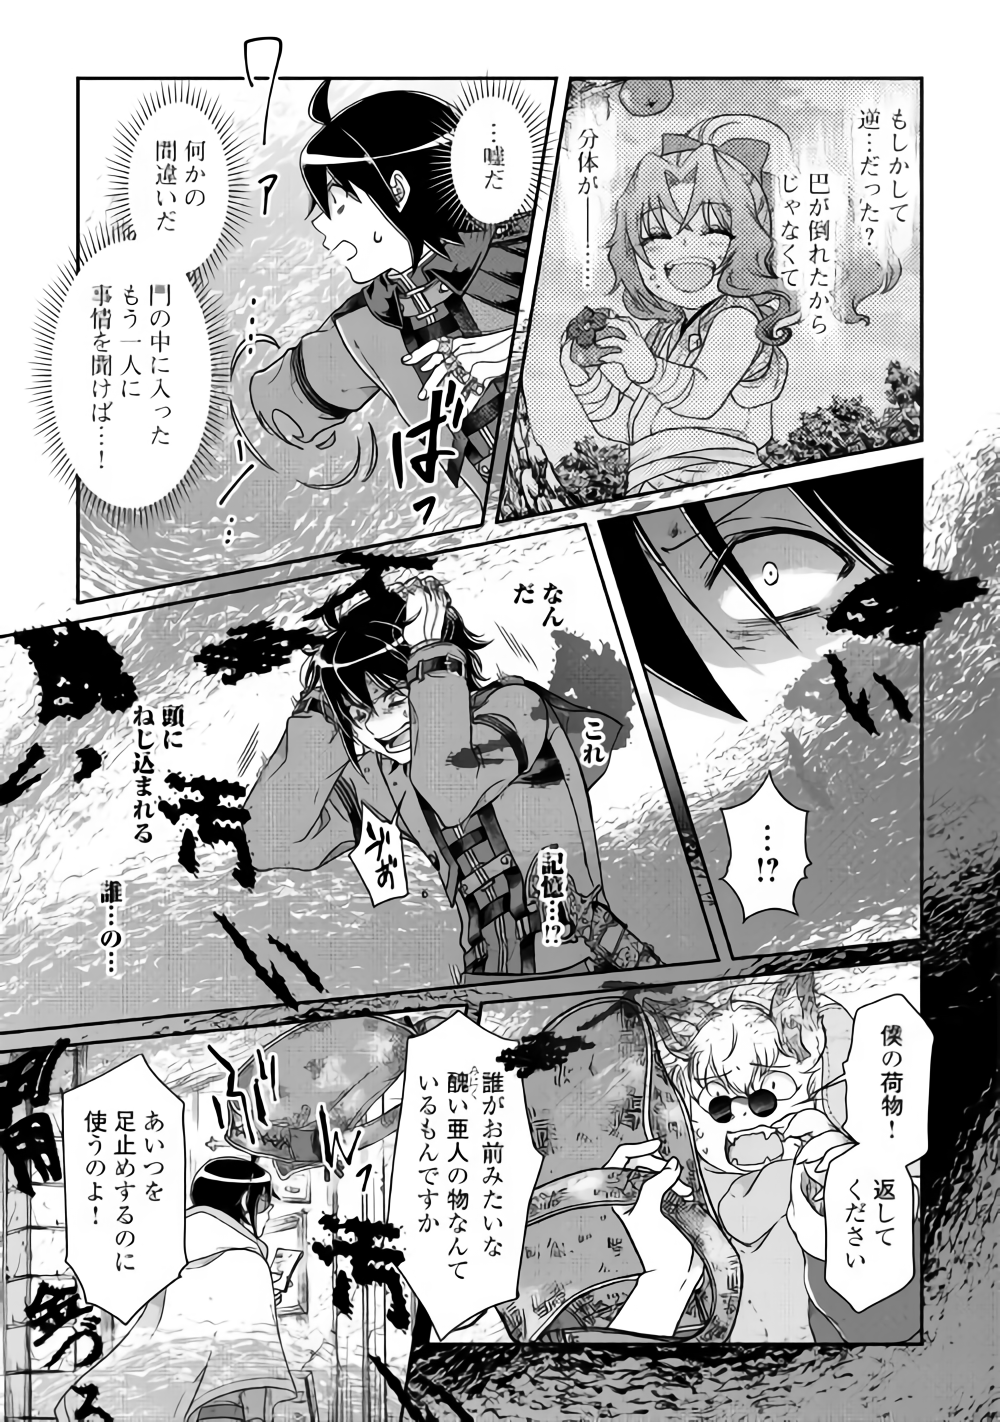 もしかして
逆…だった？
巴が倒れたから
じゃなくて
分体が――………
…嘘だ
何かの
間違いだ
門の中に入った
もう一人に
事情を聞けば…！
ばっ
…!?
なん
だ
これ
記憶…!?
頭に
ねじ込まれる
誰…の…
僕の荷物！
返して
ください
誰がお前みたいな
醜い亜人の物なんて
みにく
いるもんですか
あいつを
足止めするのに
使うのよ！